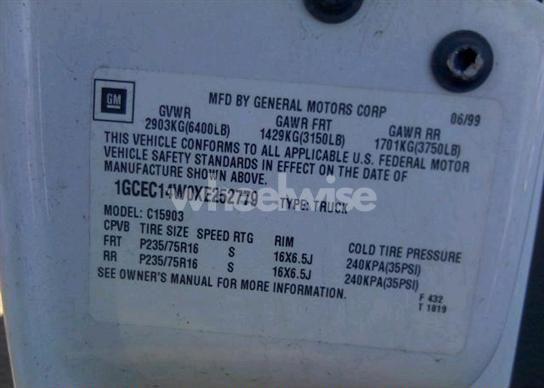 GM
MFD BY GENERAL MOTORS CORP 06/99
GVWR GAWR FRT GAWR RR
2903KG(6400LB) 1429KG(3150LB) 1701KG(3750LB)
THIS VEHICLE CONFORMS TO ALL APPLICABLE U.S. FEDERAL MOTOR
VEHICLE SAFETY STANDARDS IN EFFECT ON THE DATE OF
MANUFACTURE SHOWN ABOVE.
1GCEC14W0XE252779 TYPE: TRUCK
wheelwise
MODEL: C15903
CPVB TIRE SIZE SPEED RTG RIM COLD TIRE PRESSURE
FRT P235/75R16 S 16X6.5J 240KPA(35PSI)
RR P235/75R16 S 16X6.5J 240KPA(35PSI)
SEE OWNER'S MANUAL FOR MORE INFORMATION.
F 432
T 1819